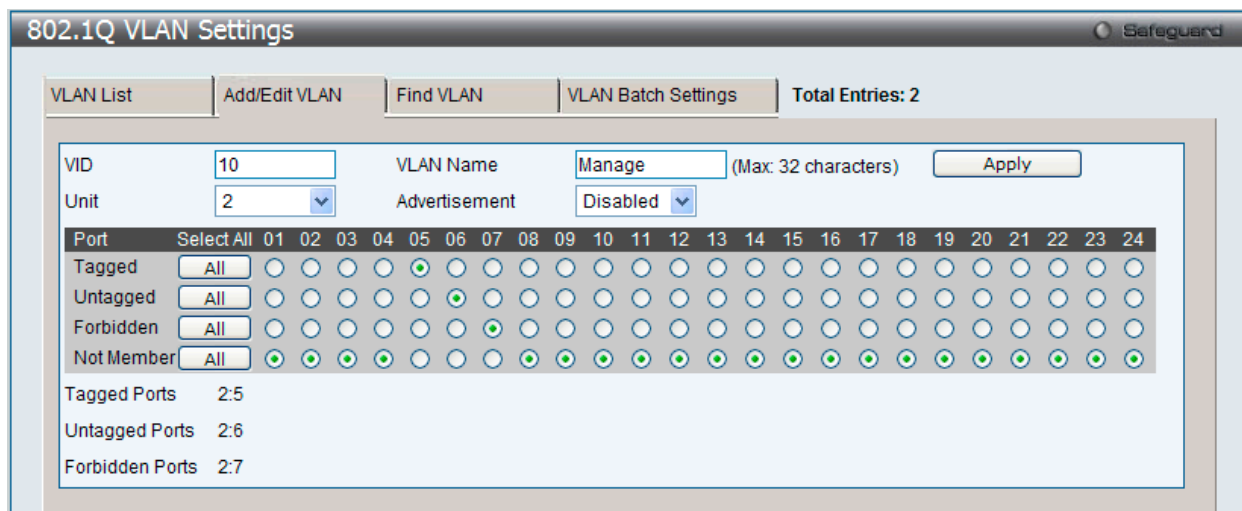 802.1Q VLAN Settings Safeguard
VLAN List Add/Edit VLAN Find VLAN VLAN Batch Settings Total Entries: 2
VID 10 VLAN Name Manage (Max: 32 characters) Apply
Unit 2 Advertisement Disabled
Port Select All 01 02 03 04 05 06 07 08 09 10 11 12 13 14 15 16 17 18 19 20 21 22 23 24
Tagged All
Untagged All
Forbidden All
Not Member All
Tagged Ports 2:5
Untagged Ports 2:6
Forbidden Ports 2:7